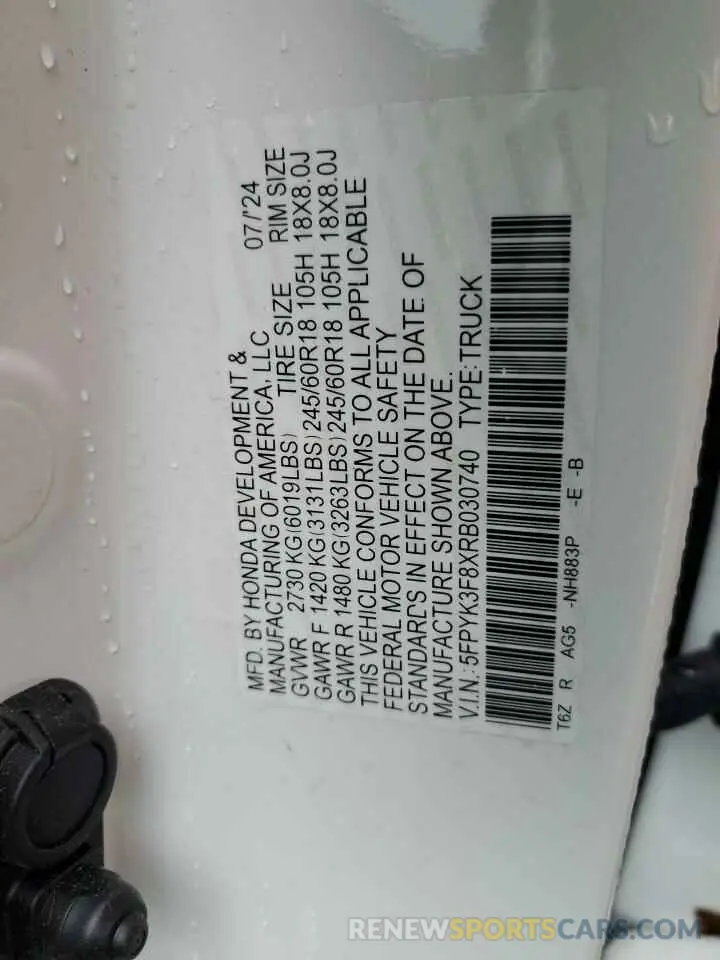 MFD. BY HONDA DEVELOPMENT &
MANUFACTURING OF AMERICA, LLC 07/'24
GVWR 2730 KG (6019LBS) TIRE SIZE RIM SIZE
GAWR F 1420 KG (3131LBS) 245/60R18 105H 18X8.0J
GAWR R 1480 KG (3263LBS) 245/60R18 105H 18X8.0J
THIS VEHICLE CONFORMS TO ALL APPLICABLE
FEDERAL MOTOR VEHICLE SAFETY
STANDARDS IN EFFECT ON THE DATE OF
MANUFACTURE SHOWN ABOVE.
V.I.N.: 5FPYK3F8XRB030740 TYPE: TRUCK
T6Z R AG5 -NH883P -E -B
RENEWSPORTSCARS.COM